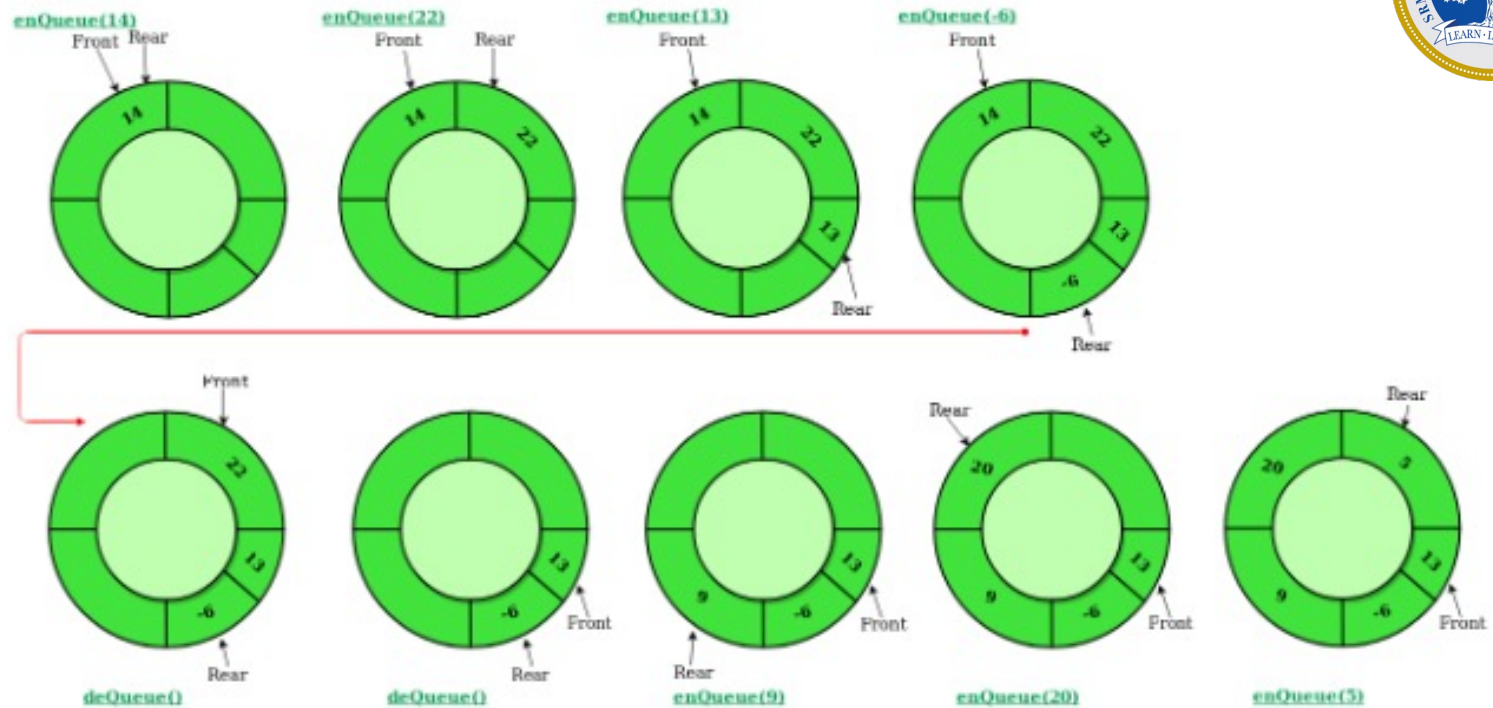 enQueue(14)
Front Rear
14
enQueue(22)
Front Rear
14 22
enQueue(13)
Front
14 22
13
Rear
enQueue(-6)
Front
14 22
13
-6
Rear
SRM
LEARN
Front
22
13
-6
Rear
deQueue()
13
-6
Front
Rear
deQueue()
13
9 -6
Front
Rear
enQueue(9)
Rear
20
13
9 -6
Front
enQueue(20)
Rear
20 5
13
9 -6
Front
enQueue(5)